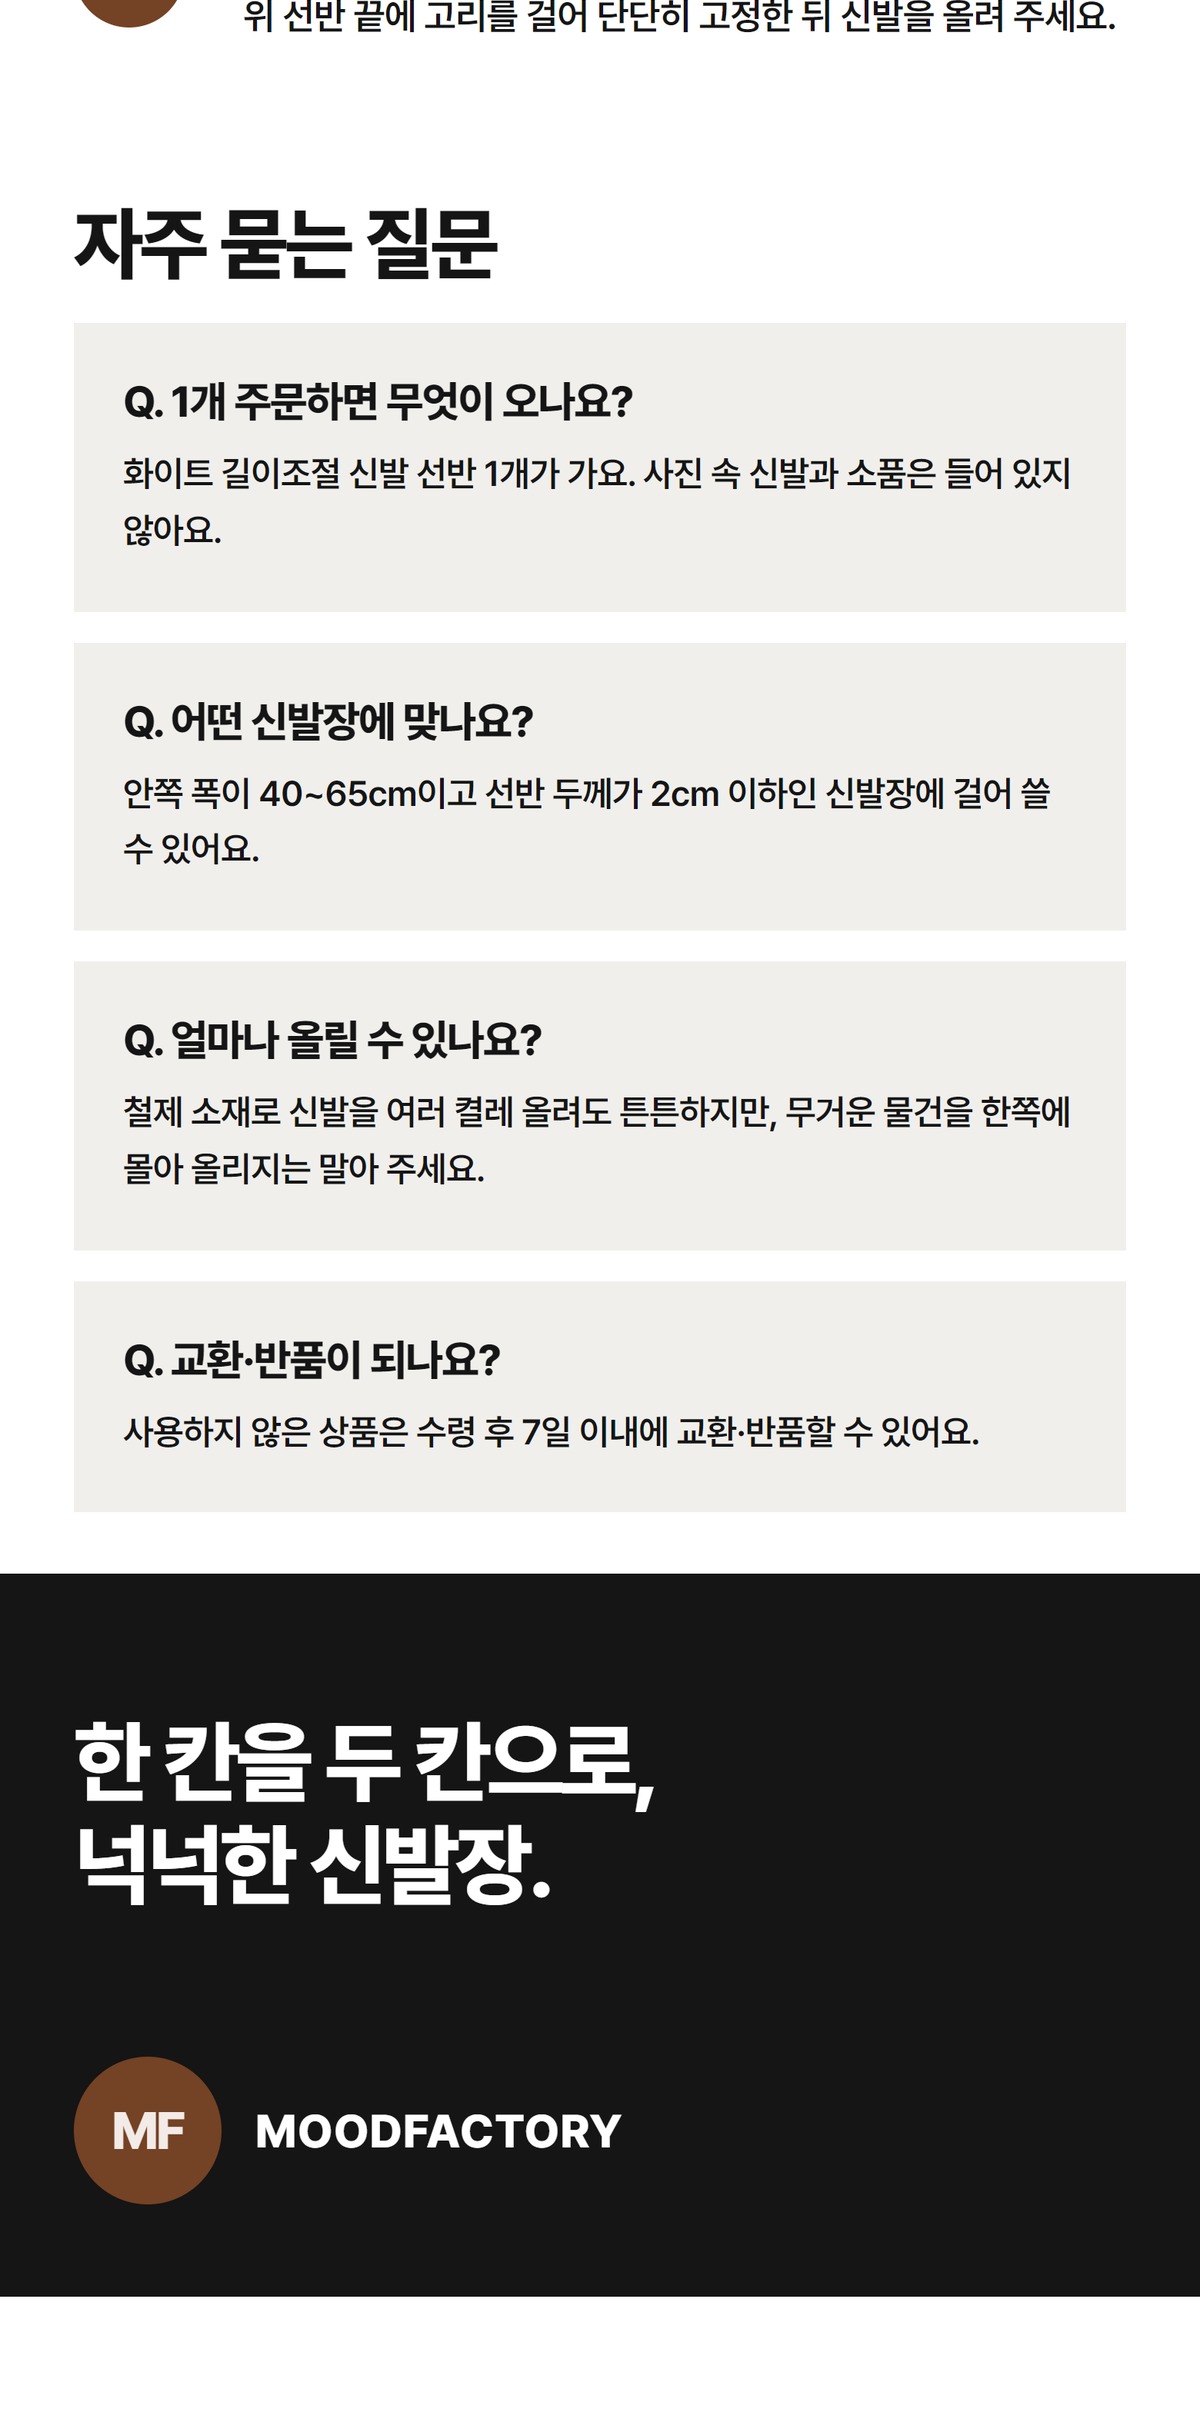 위 선반 끝에 고리를 걸어 단단히 고정한 뒤 신발을 올려 주세요.
자주 묻는 질문
Q. 1개 주문하면 무엇이 오나요?
화이트 길이조절 신발 선반 1개가 가요. 사진 속 신발과 소품은 들어 있지
않아요.
Q. 어떤 신발장에 맞나요?
안쪽 폭이 40~65cm이고 선반 두께가 2cm 이하인 신발장에 걸어 쓸
수 있어요.
Q. 얼마나 올릴 수 있나요?
철제 소재로 신발을 여러 켤레 올려도 튼튼하지만, 무거운 물건을 한쪽에
몰아 올리지는 말아 주세요.
Q. 교환·반품이 되나요?
사용하지 않은 상품은 수령 후 7일 이내에 교환·반품할 수 있어요.
한 칸을 두 칸으로,
넉넉한 신발장.
MF
MOODFACTORY